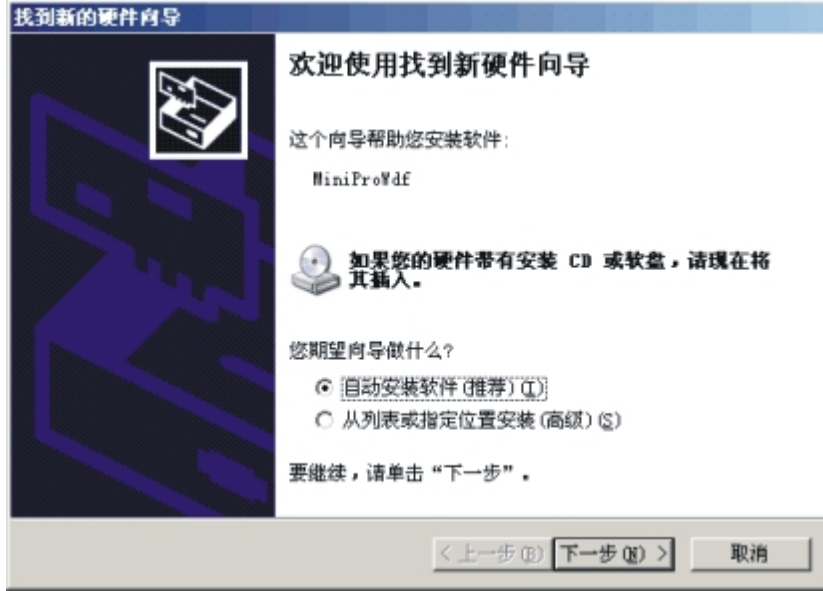 找到新的硬件向导
欢迎使用找到新硬件向导
这个向导帮助您安装软件:
MiniProWdf
如果您的硬件带有安装 CD 或软盘，请现在将
其插入。
您期望向导做什么?
自动安装软件(推荐)(I)
从列表或指定位置安装(高级)(S)
要继续，请单击“下一步”。
< 上一步(B) 下一步(N) > 取消